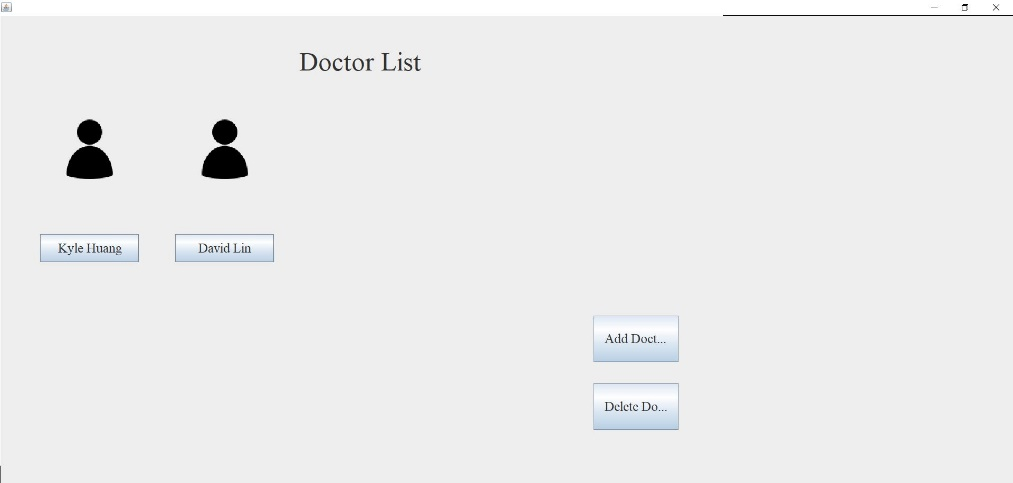 Doctor List
Kyle Huang
David Lin
Add Doct...
Delete Do...